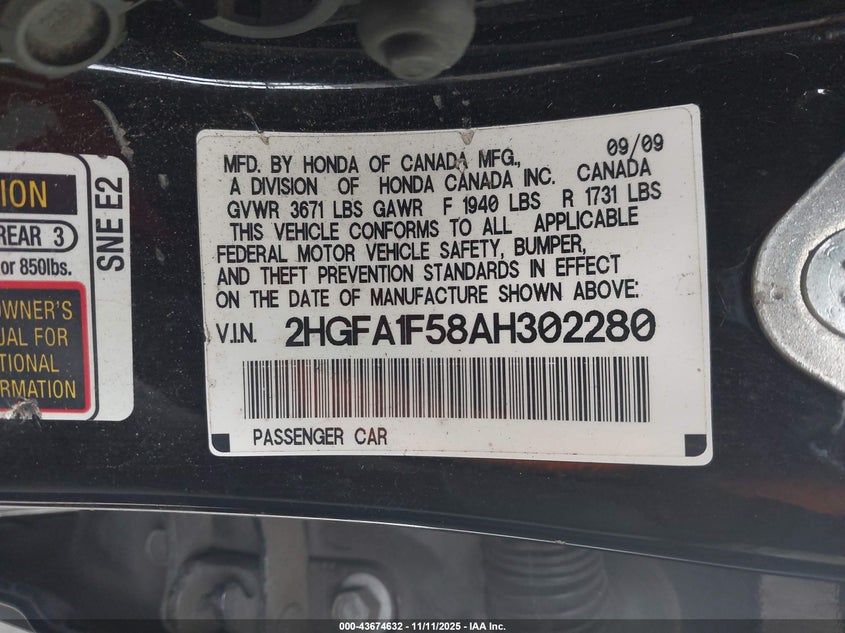 09/09
MFD. BY HONDA OF CANADA MFG.,
A DIVISION OF HONDA CANADA INC. CANADA
GVWR 3671 LBS GAWR F 1940 LBS R 1731 LBS
THIS VEHICLE CONFORMS TO ALL APPLICABLE
FEDERAL MOTOR VEHICLE SAFETY, BUMPER,
AND THEFT PREVENTION STANDARDS IN EFFECT
ON THE DATE OF MANUFACTURE SHOWN ABOVE:
V.I.N. 2HGFA1F58AH302280
PASSENGER CAR
SNE E2
ION
REAR 3
or 850lbs.
OWNER'S
UAL FOR
TIONAL
RMATION
000-43674632 - 11/11/2025 - IAA Inc.